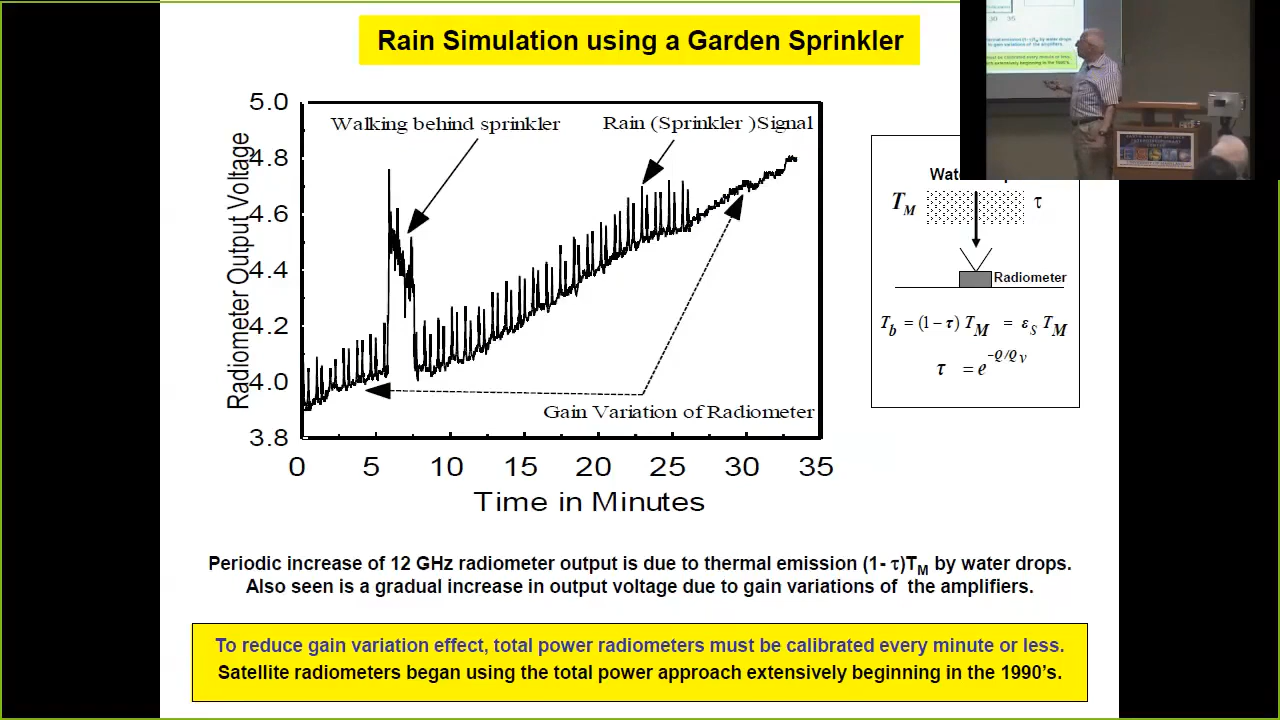 Rain Simulation using a Garden Sprinkler
Radiometer Output Voltage
5.0
4.8
4.6
4.4
4.2
4.0
3.8
Walking behind sprinkler
Rain (Sprinkler )Signal
Gain Variation of Radiometer
0 5 10 15 20 25 30 35
Time in Minutes
T_M τ
Radiometer
T_b = (1 − τ) T_M = ε_S T_M
τ = e^{−Q/Q_v}
Periodic increase of 12 GHz radiometer output is due to thermal emission (1- τ)T_M by water drops.
Also seen is a gradual increase in output voltage due to gain variations of the amplifiers.
To reduce gain variation effect, total power radiometers must be calibrated every minute or less.
Satellite radiometers began using the total power approach extensively beginning in the 1990's.
30 35